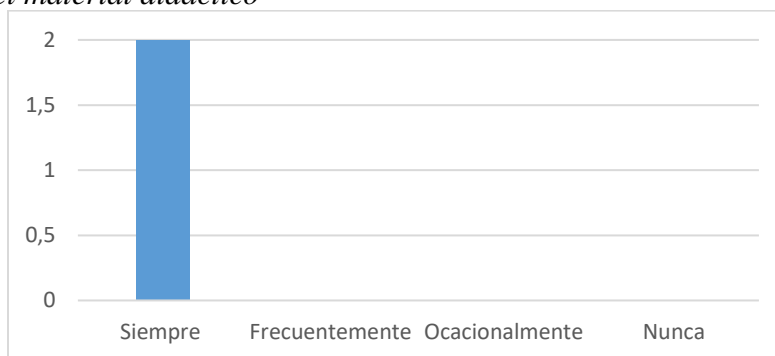 el material didáctico
2
1,5
1
0,5
0
Siempre Frecuentemente Ocacionalmente Nunca